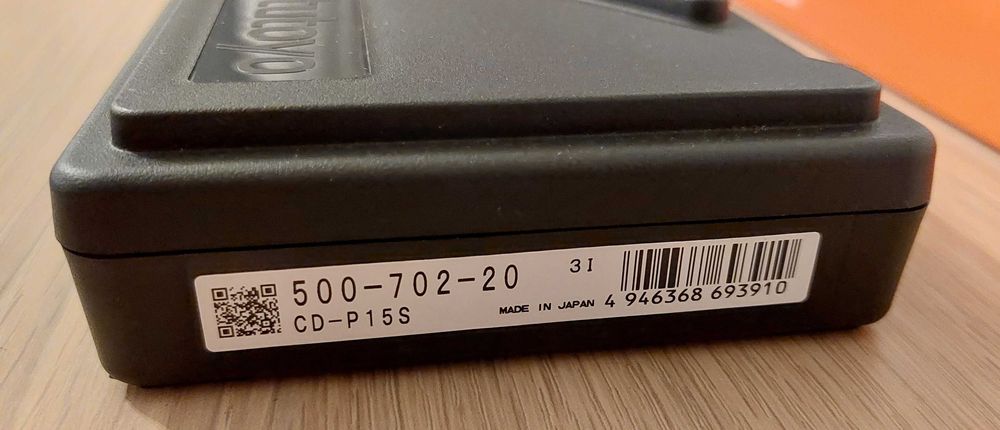 500-702-20
CD-P15S
3I
MADE IN JAPAN
4 946368 693910